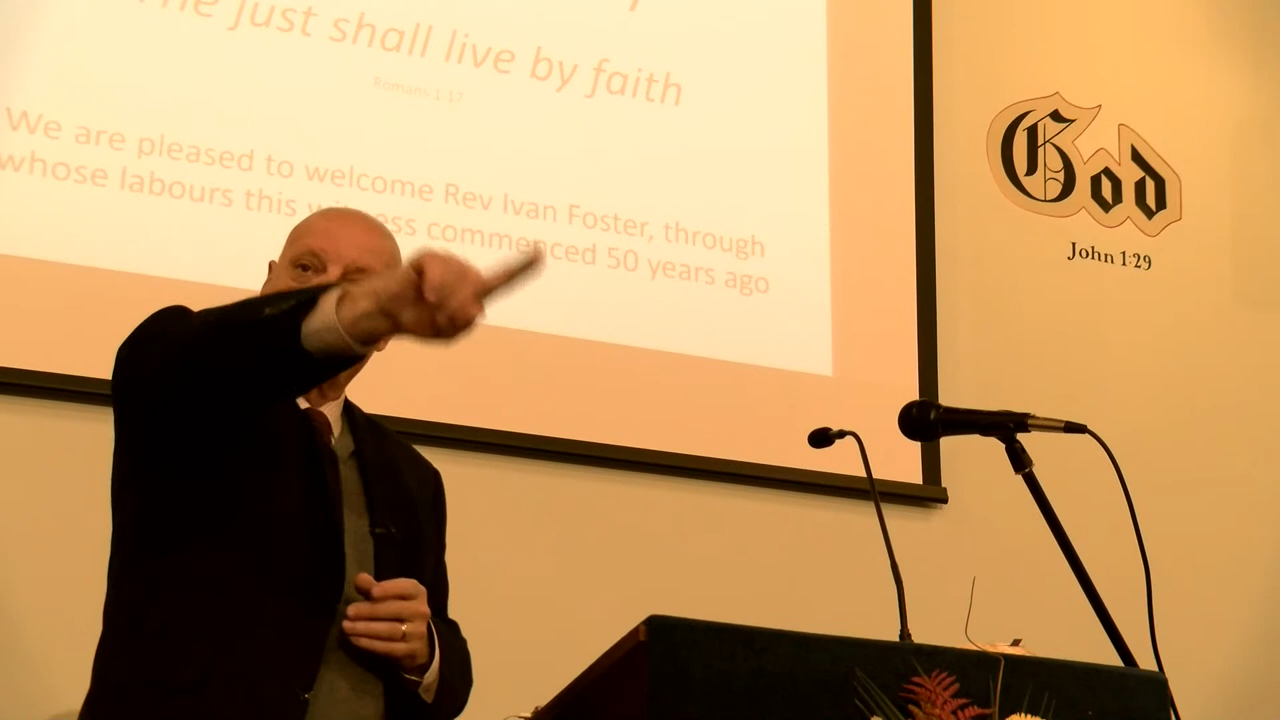 The just shall live by faith
Romans 1:17
We are pleased to welcome Rev Ivan Foster, through
whose labours this witness commenced 50 years ago
God
John 1:29